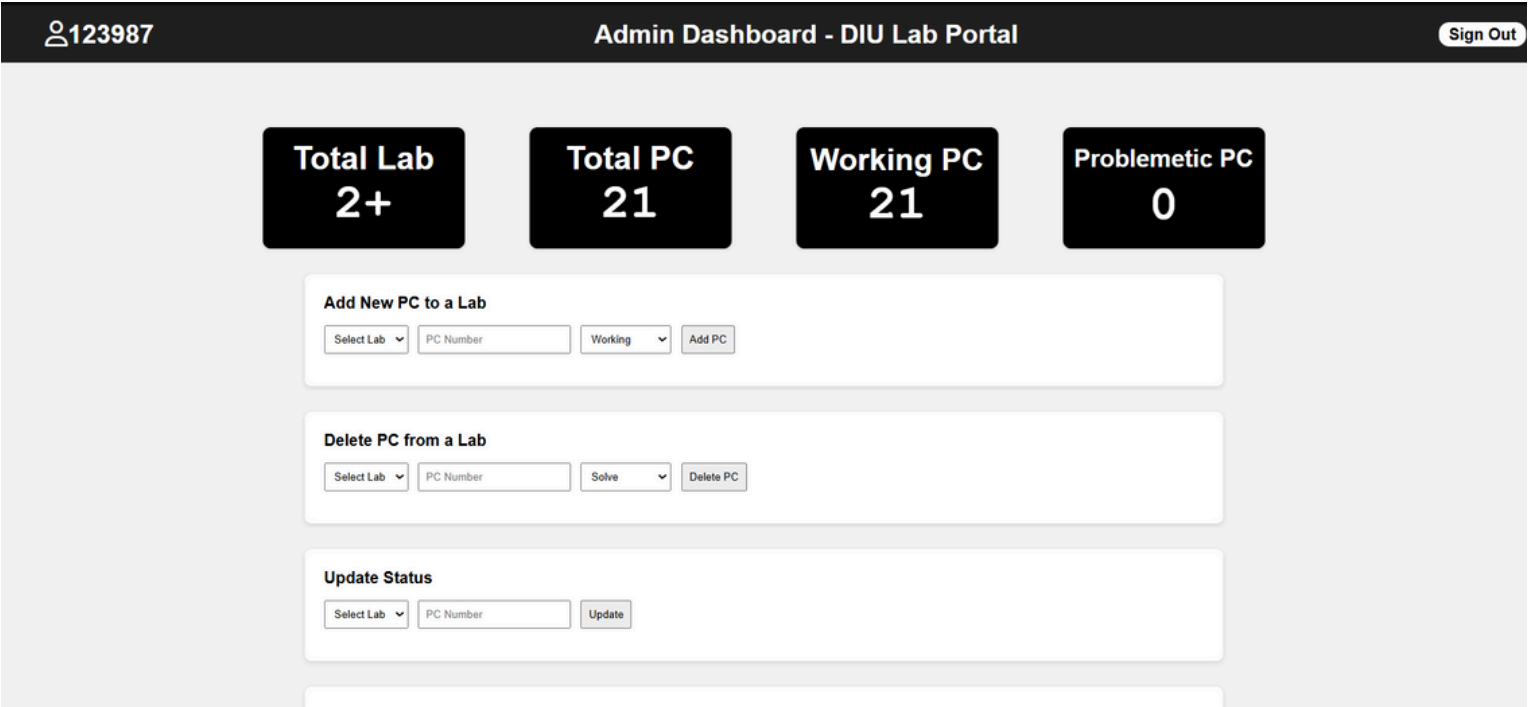 123987 Admin Dashboard - DIU Lab Portal Sign Out
Total Lab Total PC Working PC Problemetic PC
2+ 21 21 0
Add New PC to a Lab
Select Lab PC Number Working Add PC
Delete PC from a Lab
Select Lab PC Number Solve Delete PC
Update Status
Select Lab PC Number Update